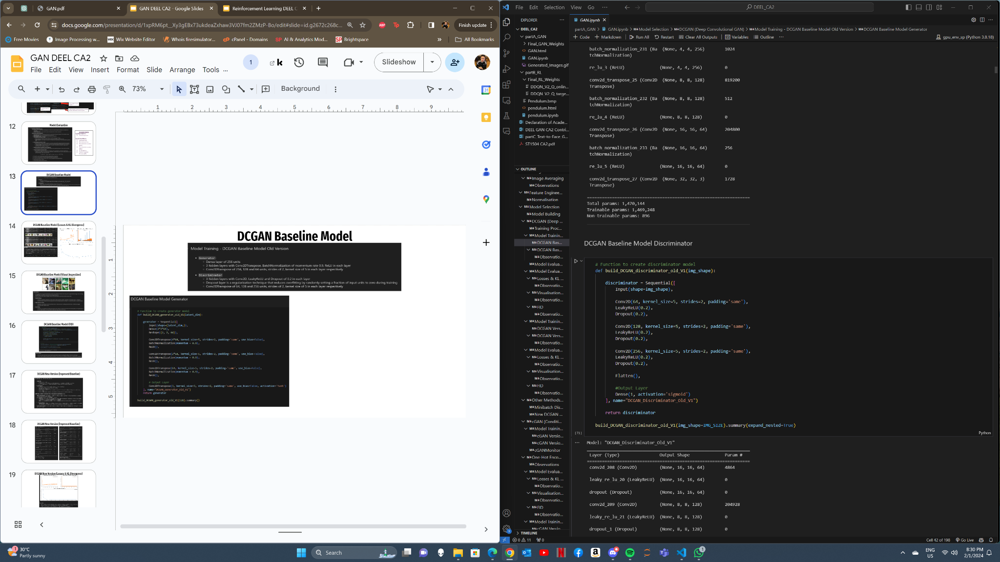 GAN.pdf
GAN DEEL CA2 - Google Slides
Reinforcement Learning DEEL C
docs.google.com/presentation/d/1xpRM6pt__Xy3gEBx73ukdeaZxhaw3VJ07fm2ZMzP-Bo/edit#slide=id.g2672c268c...
Finish update
Free Movies
Image Processing w...
Wix Website Editor
Whois firesimulator...
cPanel - Domains
AI & Analytics Mod...
Brightspace
All Bookmarks
GAN DEEL CA2
1
File Edit View Insert Format Slide Arrange Tools ...
Slideshow
73%
Background
1 2 3 4 5 6 7 8 9
12
Model Evaluation
13
DCGAN Baseline Model
14
DCGAN Baseline Model (Losses & KL Divergence)
15
DCGAN Baseline Model (Visual Inspection)
16
DCGAN Baseline Model (FID)
17
DCGAN New Version (Improved Baseline)
18
DCGAN New Version (Improved Baseline)
19
DCGAN New Version (Losses & KL Divergence)
1
2
3
4
5
DCGAN Baseline Model
Model Training - DCGAN Baseline Model Old Version
Generator
Dense layer of 256 units
3 hidden layers with Conv2DTranspose, BatchNormalization of momentum rate 0.9, ReLU in each layer
Conv2DTranspose of 256, 128 and 64 units, strides of 2, kernel size of 5 in each layer respectively
Discriminator
3 hidden layers with Conv2D, LeakyReLU and Dropout of 0.2 in each layer
Dropout layer is a regularization technique that reduces overfitting by randomly setting a fraction of input units to zero during training
Conv2DTranspose of 64, 128 and 256 units, strides of 2, kernel size of 5 in each layer respectively
DCGAN Baseline Model Generator
# Function to create generator model
def build_DCGAN_generator_old_V1(latent_dim):
generator = Sequential([
Input(shape=(latent_dim,)),
Dense(2*2*64),
Reshape((2, 2, 64)),
Conv2DTranspose(4*64, kernel_size=5, strides=2, padding='same', use_bias=False),
BatchNormalization(momentum = 0.9),
ReLU(),
Conv2DTranspose(2*64, kernel_size=5, strides=2, padding='same', use_bias=False),
BatchNormalization(momentum = 0.9),
ReLU(),
Conv2DTranspose(64, kernel_size=5, strides=2, padding='same', use_bias=False),
BatchNormalization(momentum = 0.9),
ReLU(),
# Output Layer
Conv2DTranspose(3, kernel_size=3, strides=2, padding="same", use_bias=False, activation='tanh')
], name="DCGAN_Generator_Old_V1")
return generator
build_DCGAN_generator_old_V1(128).summary()
File Edit Selection View Go ···
DEEL_CA2
EXPLORER
DEEL_CA2
partA_GAN
Final_GAN_Weights
GAN.html
GAN.ipynb
Generated_Images.gif
partB_RL
Final_RL_Weights
DDQN_V2_Q_onlin...
DDQN_V2_Q_targe...
Pendulum.bmp
pendulum.html
pendulum.ipynb
Declaration of Acade...
DEEL GAN CA2 Contri...
partC Text-to-Face_G...
ST1504 CA2.pdf
OUTLINE
Image Averaging
Observations
Feature Enginee...
Normalisation
Model Selection
Model Building
DCGAN (Deep ...
Training Proc...
Model Trainin...
DCGAN Bas...
DCGAN Bas...
Observatio...
Model Evalua...
Model Evalua...
Losses & KL ...
Observatio...
Visualisation...
Observatio...
FID
Observatio...
Model Trainin...
DCGAN Vers...
DCGAN Vers...
Observatio...
Model Evalua...
Losses & KL ...
Observatio...
Visualisation...
Observatio...
FID
Observatio...
Other Methods...
Minibatch Dis...
New DCGAN ...
cGAN (Conditi...
Model Trainin...
cGAN Versio...
cGAN Versio...
cGANMonitor
One-Hot Enco...
Observations
Model Evalua...
Losses & KL ...
Observatio...
Visualisation...
Observatio...
FID
Observatio...
Model Trainin...
cGAN Versio...
TIMELINE
GAN.ipynb
partA_GAN > GAN.ipynb > Model Selection > DCGAN (Deep Convolutional GAN) > Model Training - DCGAN Baseline Model Old Version > DCGAN Baseline Model Generator
+ Code + Markdown Run All Restart Clear All Outputs Variables Outline ···
gpu_env_sp (Python 3.8.18)
batch_normalization_231 (Ba (None, 4, 4, 256) 1024
tchNormalization)
re_lu_3 (ReLU) (None, 4, 4, 256) 0
conv2d_transpose_25 (Conv2D (None, 8, 8, 128) 819200
Transpose)
batch_normalization_232 (Ba (None, 8, 8, 128) 512
tchNormalization)
re_lu_4 (ReLU) (None, 8, 8, 128) 0
conv2d_transpose_26 (Conv2D (None, 16, 16, 64) 204800
Transpose)
batch_normalization_233 (Ba (None, 16, 16, 64) 256
tchNormalization)
re_lu_5 (ReLU) (None, 16, 16, 64) 0
conv2d_transpose_27 (Conv2D (None, 32, 32, 3) 1728
Transpose)
Total params: 1,470,144
Trainable params: 1,469,248
Non-trainable params: 896
DCGAN Baseline Model Discriminator
# Function to create discriminator model
def build_DCGAN_discriminator_old_V1(img_shape):
discriminator = Sequential([
Input(shape=img_shape),
Conv2D(64, kernel_size=5, strides=2, padding='same'),
LeakyReLU(0.2),
Dropout(0.2),
Conv2D(128, kernel_size=5, strides=2, padding='same'),
LeakyReLU(0.2),
Dropout(0.2),
Conv2D(256, kernel_size=5, strides=2, padding='same'),
LeakyReLU(0.2),
Dropout(0.2),
Flatten(),
#Output Layer
Dense(1, activation='sigmoid')
], name="DCGAN_Discriminator_Old_V1")
return discriminator
build_DCGAN_discriminator_old_V1(img_shape=IMG_SIZE).summary(expand_nested=True)
[71]
Python
Model: "DCGAN_Discriminator_Old_V1"
Layer (type) Output Shape Param #
conv2d_208 (Conv2D) (None, 16, 16, 64) 4864
leaky_re_lu_20 (LeakyReLU) (None, 16, 16, 64) 0
dropout (Dropout) (None, 16, 16, 64) 0
conv2d_209 (Conv2D) (None, 8, 8, 128) 204928
leaky_re_lu_21 (LeakyReLU) (None, 8, 8, 128) 0
dropout_1 (Dropout) (None, 8, 8, 128) 0
0 11 0
Cell 42 of 198 Go Live
30°C
Partly sunny
Search
ENG
US
8:30 PM
2/1/2024